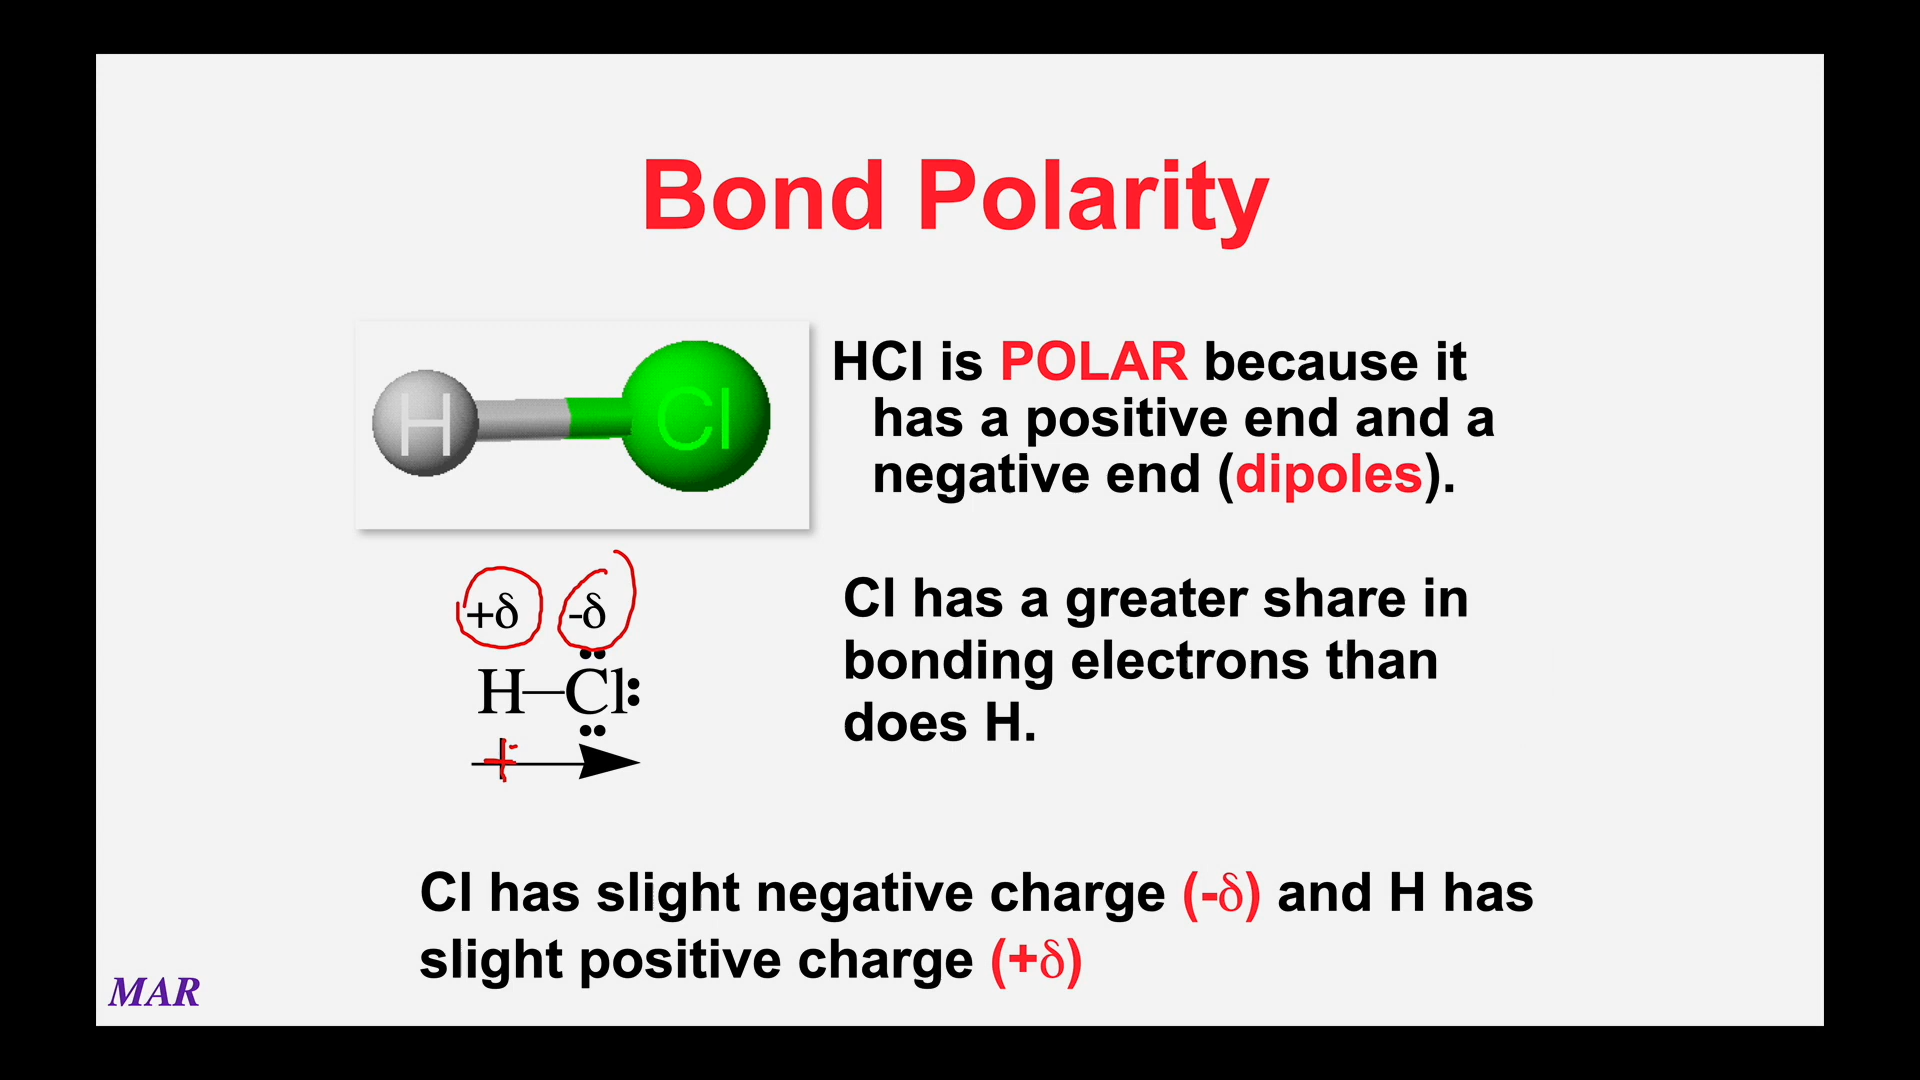 Bond Polarity
H Cl
HCl is POLAR because it
has a positive end and a
negative end (dipoles).
+δ -δ
H—Cl:
Cl has a greater share in
bonding electrons than
does H.
Cl has slight negative charge (-δ) and H has
slight positive charge (+δ)
MAR